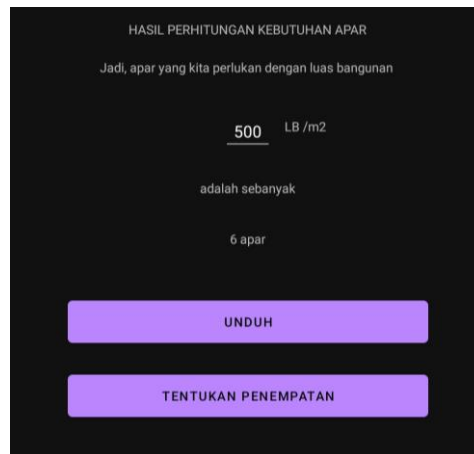 HASIL PERHITUNGAN KEBUTUHAN APAR
Jadi, apar yang kita perlukan dengan luas bangunan
500 LB /m2
adalah sebanyak
6 apar
UNDUH
TENTUKAN PENEMPATAN